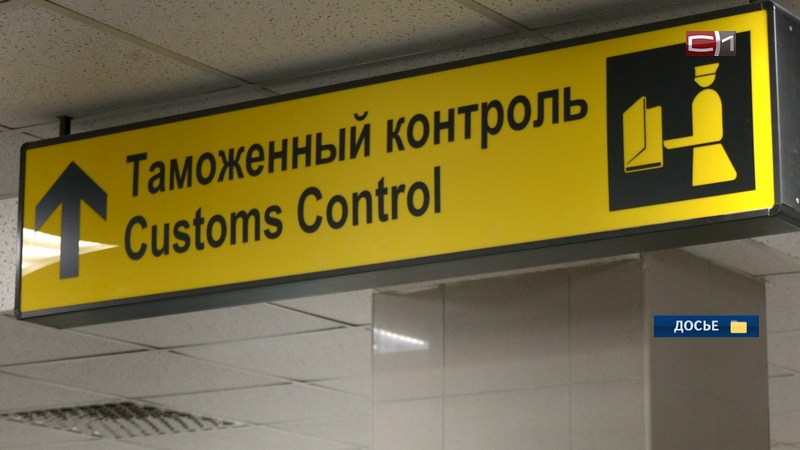 Таможенный контроль
Customs Control
ДОСЬЕ